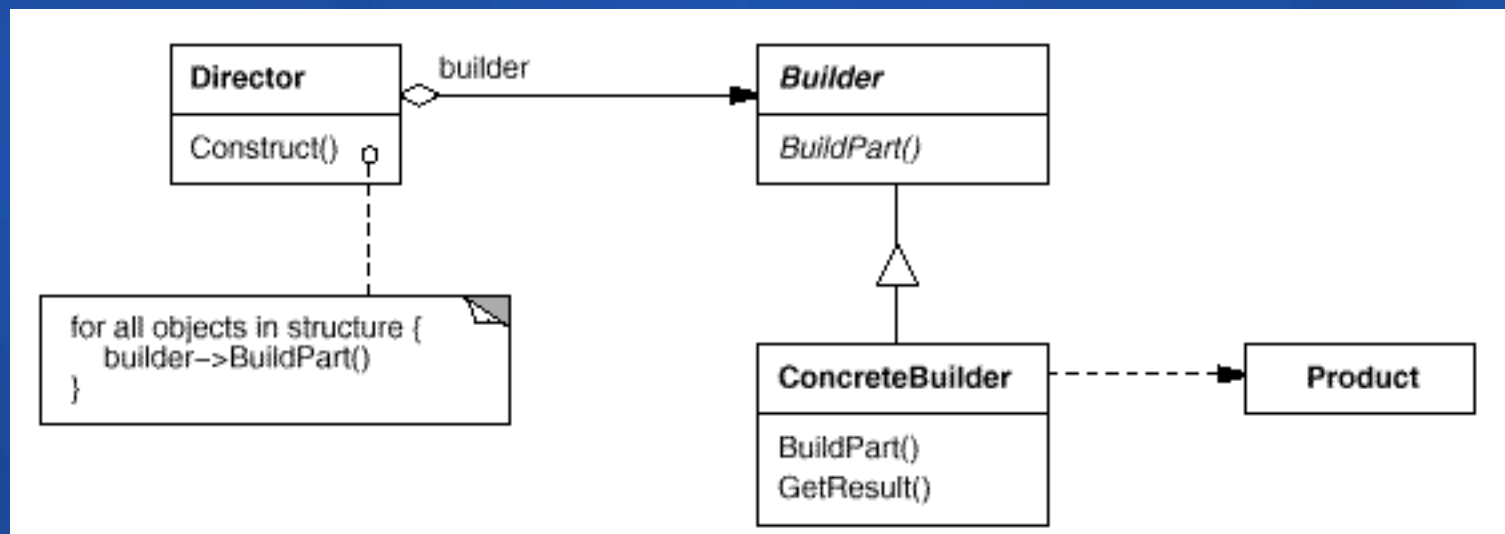 Director
Construct()
builder
Builder
BuildPart()
for all objects in structure {
builder−>BuildPart()
}
ConcreteBuilder
BuildPart()
GetResult()
Product